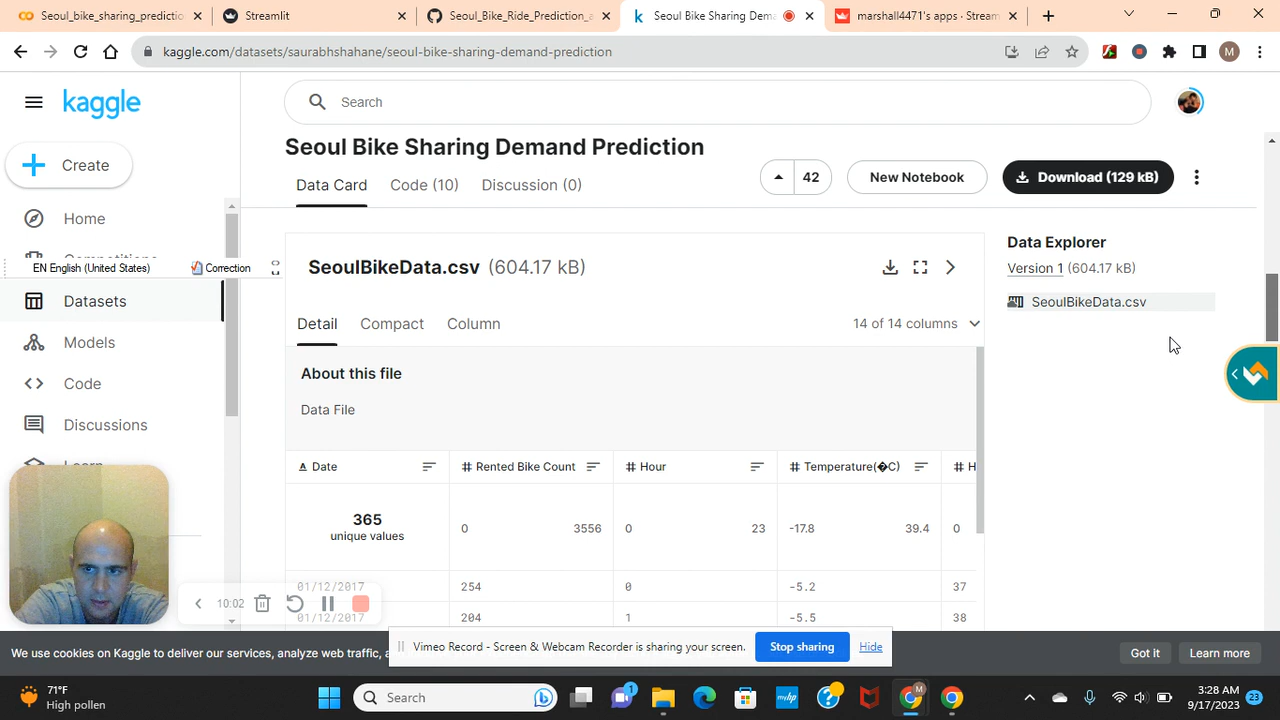 Seoul_bike_sharing_predictio
Streamlit
Seoul_Bike_Ride_Prediction_a
Seoul Bike Sharing Dema
marshall4471's apps · Stream
kaggle.com/datasets/saurabhshahane/seoul-bike-sharing-demand-prediction
M
kaggle
Search
Create
Seoul Bike Sharing Demand Prediction
Data Card
Code (10)
Discussion (0)
42
New Notebook
Download (129 kB)
Home
EN English (United States)
Correction
Datasets
Models
Code
Discussions
SeoulBikeData.csv (604.17 kB)
Data Explorer
Version 1 (604.17 kB)
SeoulBikeData.csv
Detail
Compact
Column
14 of 14 columns
About this file
Data File
Date
# Rented Bike Count
# Hour
# Temperature(�C)
# H
365
unique values
0 3556
0 23
-17.8 39.4
0
01/12/2017 254 0 -5.2 37
01/12/2017 204 1 -5.5 38
10:02
We use cookies on Kaggle to deliver our services, analyze web traffic, a
Vimeo Record - Screen & Webcam Recorder is sharing your screen.
Stop sharing
Hide
Got it
Learn more
71°F
High pollen
Search
1
myhp
2
M
3:28 AM
9/17/2023
23